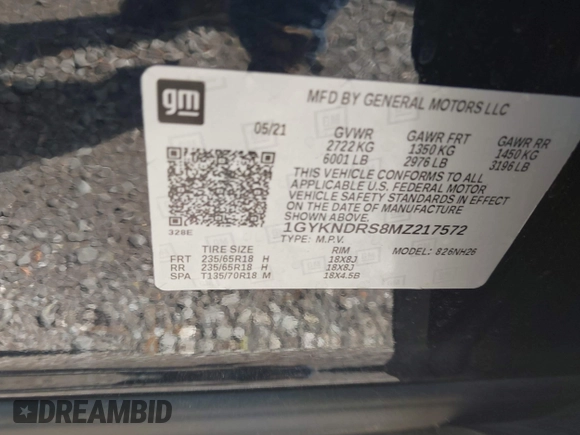 gm
MFD BY GENERAL MOTORS LLC
05/21 GVWR GAWR FRT GAWR RR
2722 KG 1350 KG 1450 KG
6001 LB 2976 LB 3196 LB
THIS VEHICLE CONFORMS TO ALL
APPLICABLE U.S. FEDERAL MOTOR
VEHICLE SAFETY STANDARDS IN EFFECT
ON THE DATE OF MANUFACTURE
SHOWN ABOVE.
328E 1GYKNDRS8MZ217572
TYPE: M.P.V. MODEL: 826NH26
TIRE SIZE RIM
FRT 235/65R18 H 18X8J
RR 235/65R18 H 18X8J
SPA T135/70R18 M 18X4.5B
DREAMBID